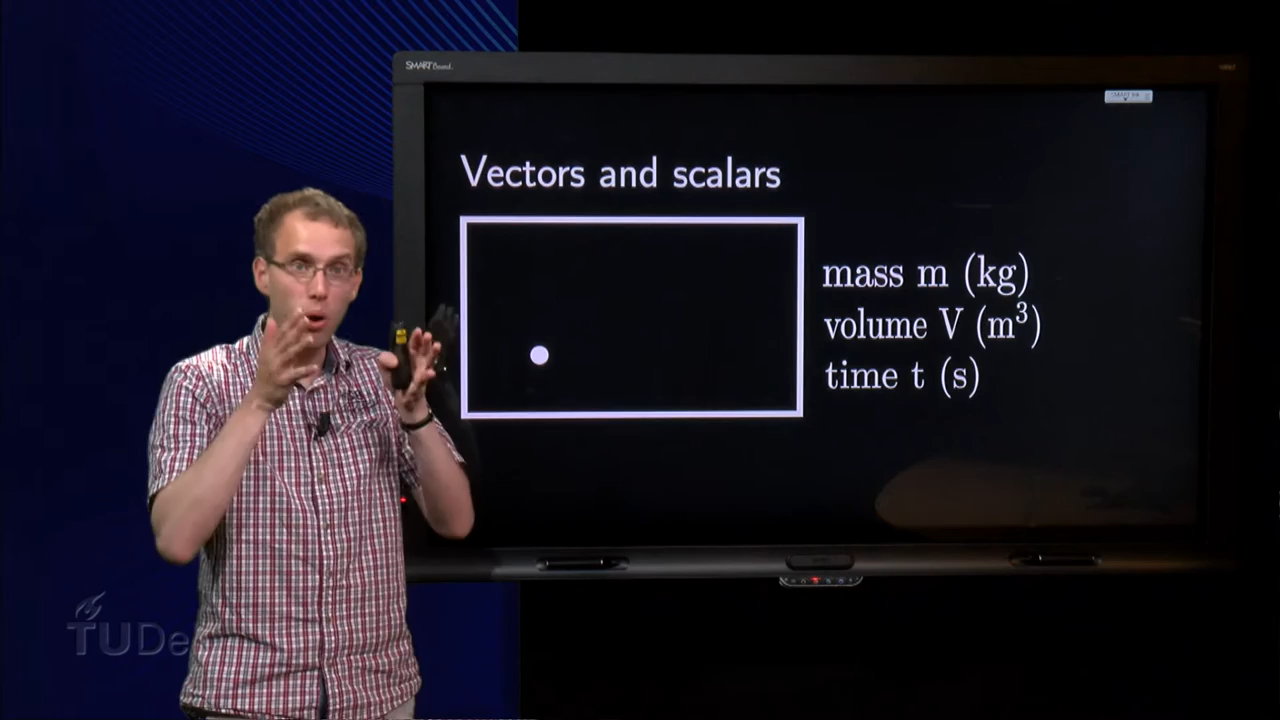 SMART Board
Vectors and scalars
mass m (kg)
volume V (m³)
time t (s)
TUDe